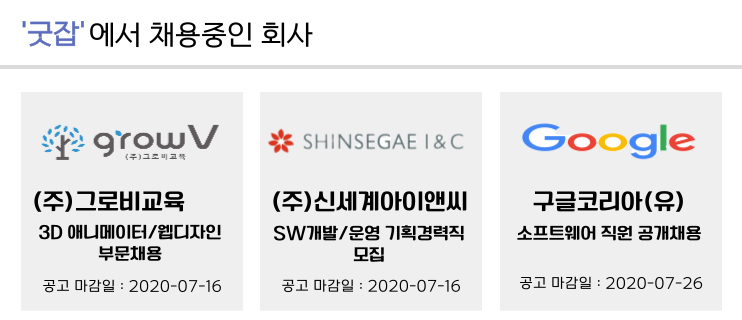 '굿잡'에서 채용중인 회사
growV
(주)그로비교육
(주)그로비교육
3D 애니메이터/웹디자인
부문채용
공고 마감일 : 2020-07-16
SHINSEGAE I&C
(주)신세계아이앤씨
SW개발/운영 기획경력직
모집
공고 마감일 : 2020-07-16
Google
구글코리아(유)
소프트웨어 직원 공개채용
공고 마감일 : 2020-07-26